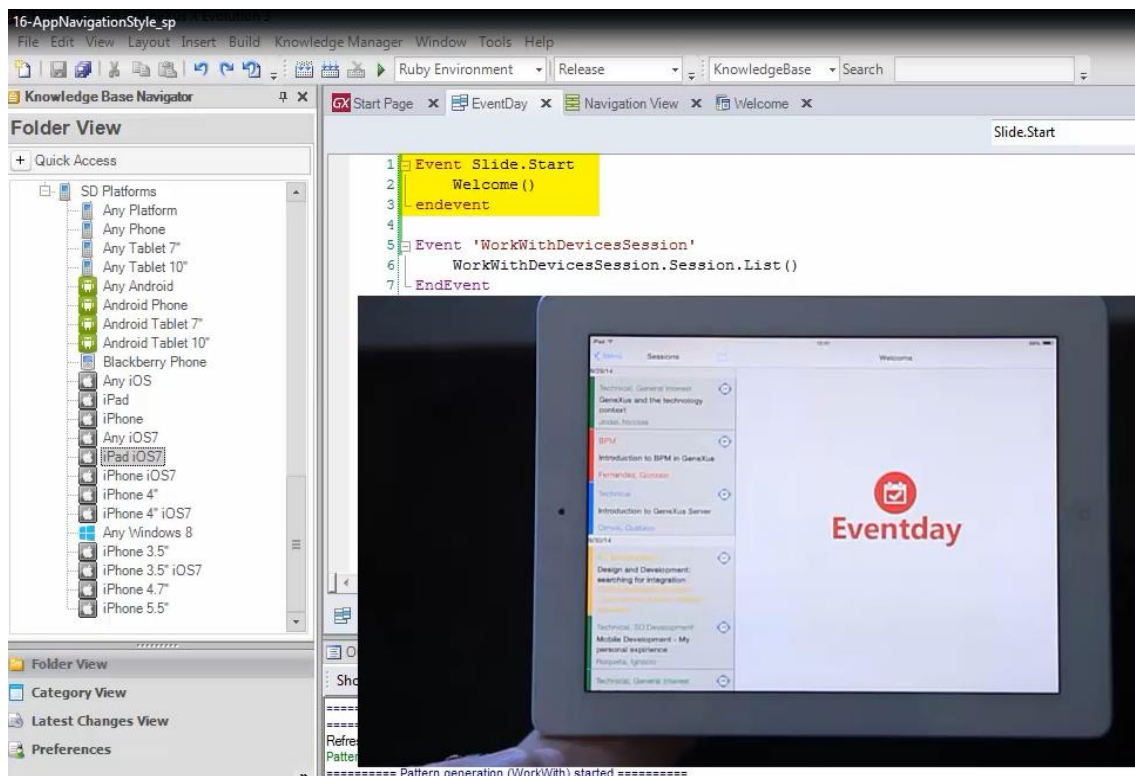 16-AppNavigationStyle_sp
File Edit View Layout Insert Build Knowledge Manager Window Tools Help
Ruby Environment Release KnowledgeBase Search
Knowledge Base Navigator
Start Page EventDay Navigation View Welcome
Folder View
Slide.Start
Quick Access
SD Platforms
Any Platform
Any Phone
Any Tablet 7"
Any Tablet 10"
Any Android
Android Phone
Android Tablet 7"
Android Tablet 10"
Blackberry Phone
Any iOS
iPad
iPhone
Any iOS7
iPad iOS7
iPhone iOS7
iPhone 4"
iPhone 4" iOS7
Any Windows 8
iPhone 3.5"
iPhone 3.5" iOS7
iPhone 4.7"
iPhone 5.5"
Folder View
Category View
Latest Changes View
Preferences
1 Event Slide.Start
2 Welcome()
3 endevent
4
5 Event 'WorkWithDevicesSession'
6 WorkWithDevicesSession.Session.List()
7 EndEvent
iPad
Menu Sessions Welcome
Technical, General Interest
GeneXus and the technology
context
BPM
Introduction to BPM in GeneXus
Fernandez, Gonzalo
Technical
Introduction to GeneXus Server
Design and Development:
searching for integration
Technical, SD Development
Mobile Development - My
personal experience
Technical, General Interest
Eventday
========== Pattern generation (WorkWith) started ==========